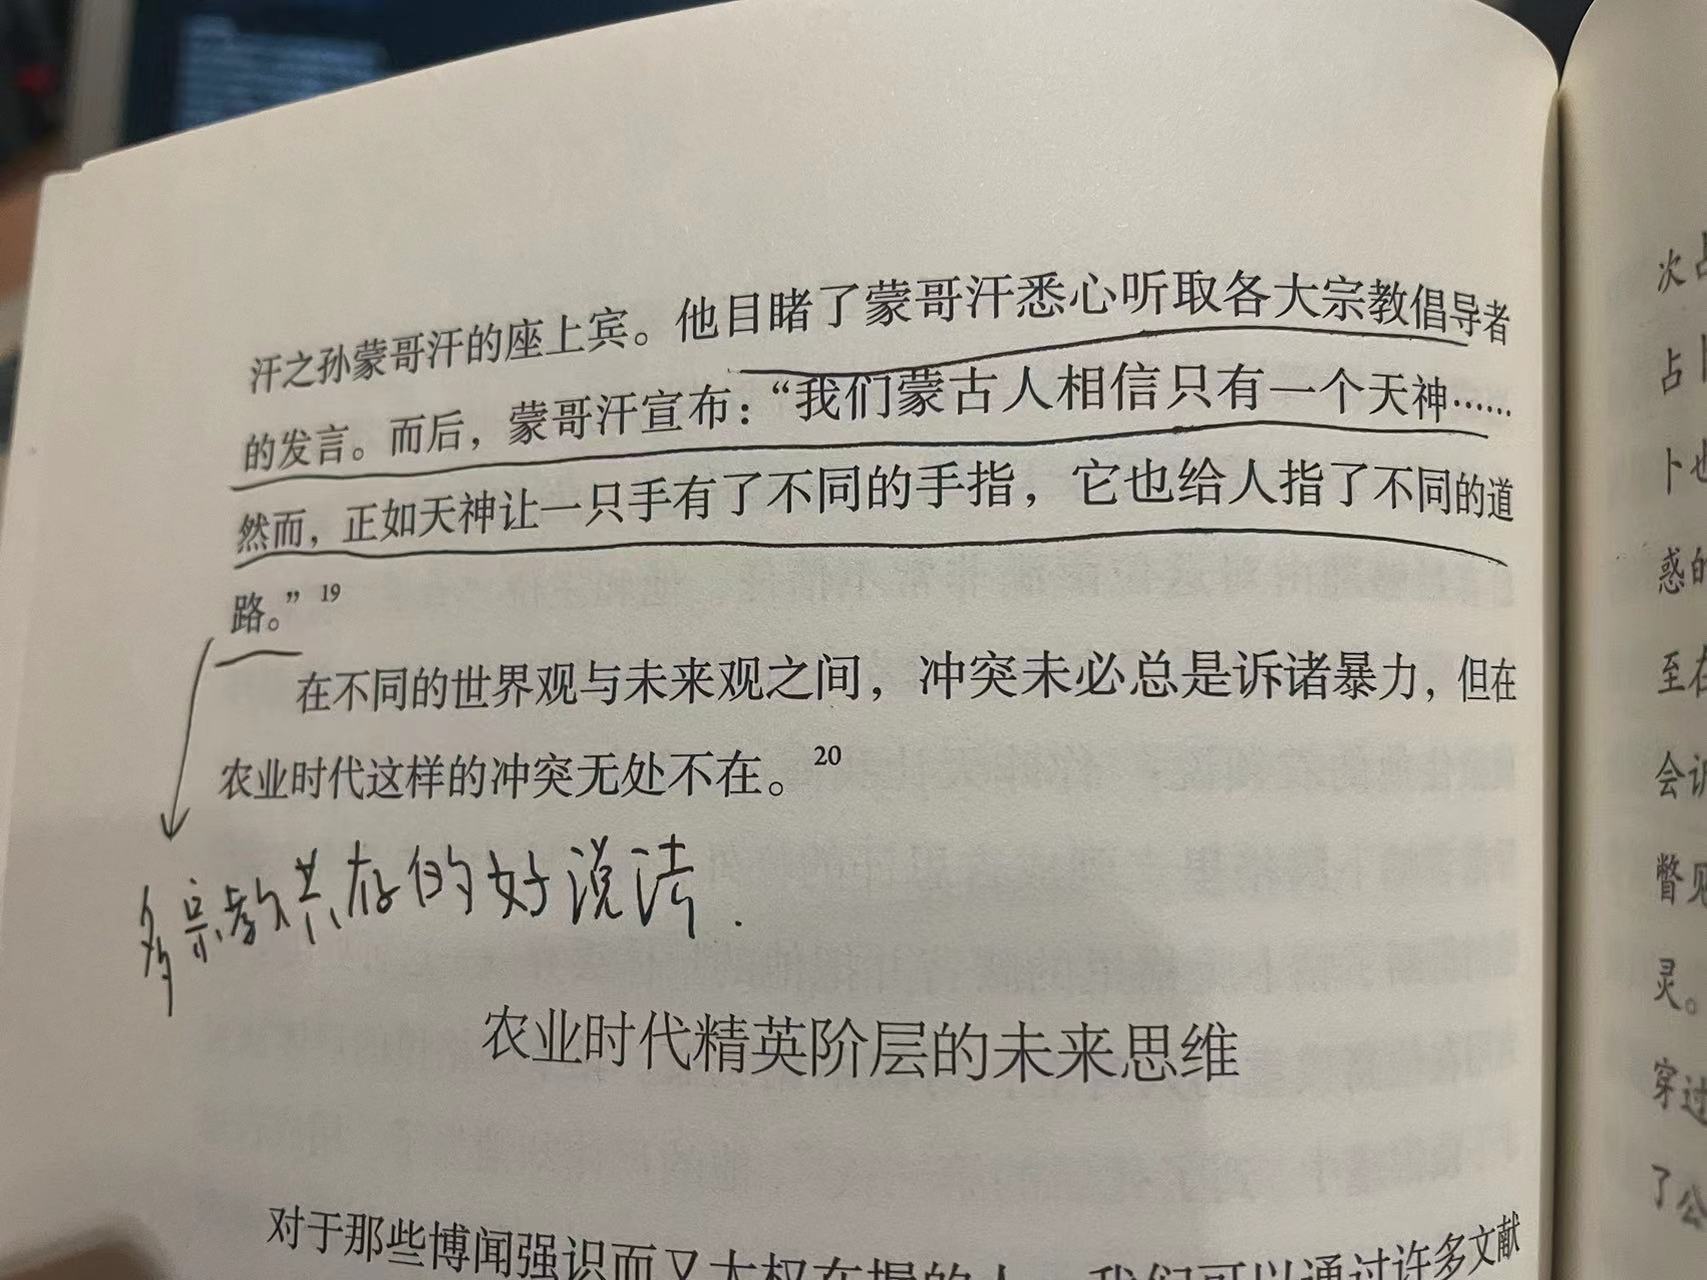 汗之孙蒙哥汗的座上宾。他目睹了蒙哥汗悉心听取各大宗教倡导者
的发言。而后，蒙哥汗宣布：“我们蒙古人相信只有一个天神……
然而，正如天神让一只手有了不同的手指，它也给人指了不同的道
路。”19
在不同的世界观与未来观之间，冲突未必总是诉诸暴力，但在
农业时代这样的冲突无处不在。20
多宗教共存的好说法.
农业时代精英阶层的未来思维
对于那些博闻强识而又大权在握的人，我们可以通过许多文献
次
占
卜也
惑的
至在
会诉
瞥见
灵。
穿过
了公